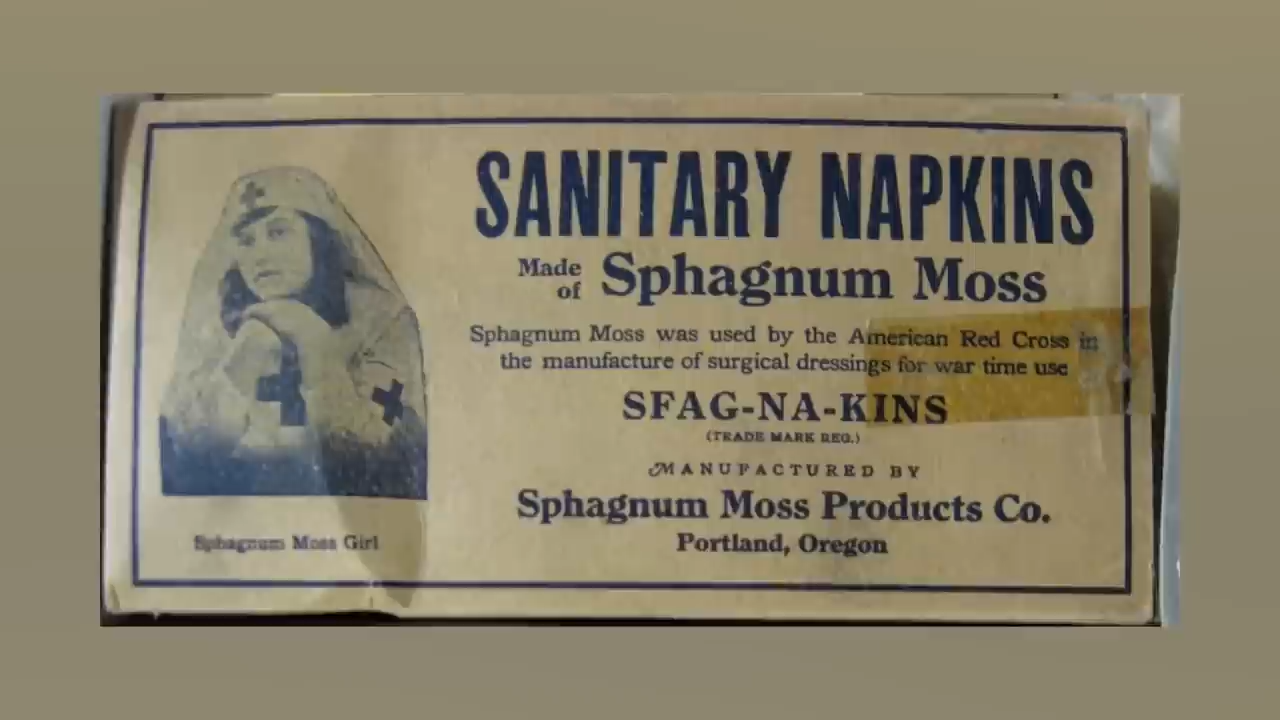 SANITARY NAPKINS
Made of Sphagnum Moss
Sphagnum Moss was used by the American Red Cross in
the manufacture of surgical dressings for war time use
SFAG-NA-KINS
(TRADE MARK REG.)
MANUFACTURED BY
Sphagnum Moss Products Co.
Portland, Oregon
Sphagnum Moss Girl